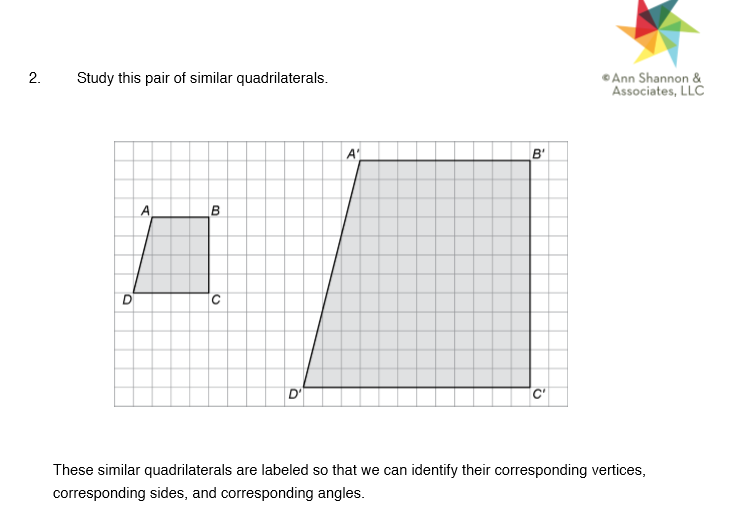 © Ann Shannon &
Associates, LLC
2. Study this pair of similar quadrilaterals.
A' B'
A B
D C
D' C'
These similar quadrilaterals are labeled so that we can identify their corresponding vertices,
corresponding sides, and corresponding angles.